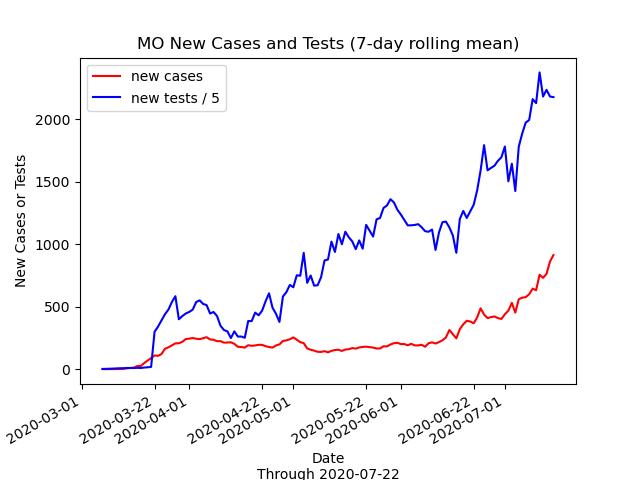 MO New Cases and Tests (7-day rolling mean)
new cases
new tests / 5
New Cases or Tests
2000
1500
1000
500
0
2020-03-01
2020-03-22
2020-04-01
2020-04-22
2020-05-01
2020-05-22
2020-06-01
2020-06-22
2020-07-01
Date
Through 2020-07-22